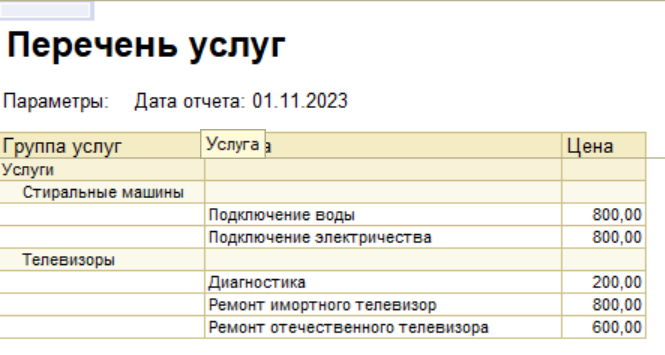 Перечень услуг
Параметры: Дата отчета: 01.11.2023
Группа услуг Услуга Цена
Услуги
Стиральные машины
Подключение воды 800,00
Подключение электричества 800,00
Телевизоры
Диагностика 200,00
Ремонт имортного телевизор 800,00
Ремонт отечественного телевизора 600,00